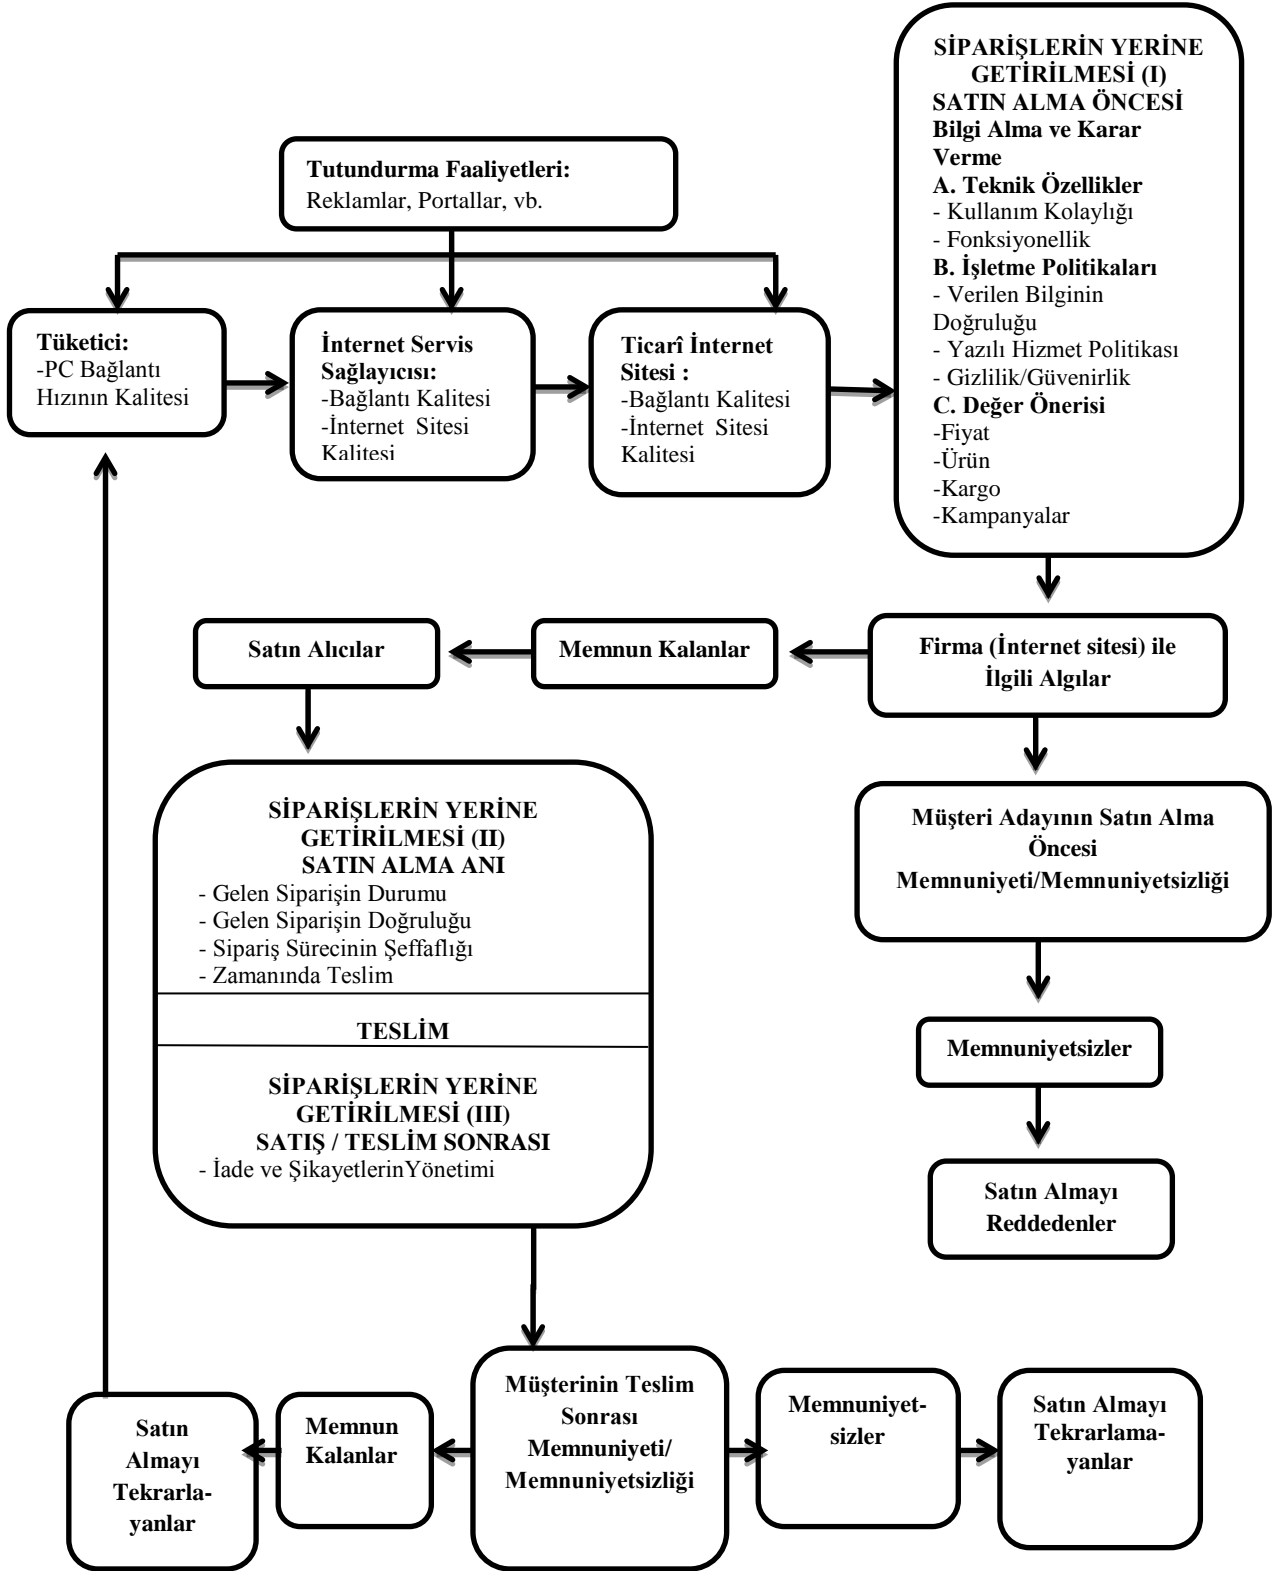 SİPARİŞLERİN YERİNE
GETİRİLMESİ (I)
SATIN ALMA ÖNCESİ
Bilgi Alma ve Karar
Verme
A. Teknik Özellikler
- Kullanım Kolaylığı
- Fonksiyonellik
B. İşletme Politikaları
- Verilen Bilginin
Doğruluğu
- Yazılı Hizmet Politikası
- Gizlilik/Güvenirlik
C. Değer Önerisi
-Fiyat
-Ürün
-Kargo
-Kampanyalar
Tutundurma Faaliyetleri:
Reklamlar, Portallar, vb.
Tüketici:
-PC Bağlantı
Hızının Kalitesi
İnternet Servis
Sağlayıcısı:
-Bağlantı Kalitesi
-İnternet Sitesi
Kalitesi
Ticarî İnternet
Sitesi :
-Bağlantı Kalitesi
-İnternet Sitesi
Kalitesi
Satın Alıcılar
Memnun Kalanlar
Firma (İnternet sitesi) ile
İlgili Algılar
SİPARİŞLERİN YERİNE
GETİRİLMESİ (II)
SATIN ALMA ANI
- Gelen Siparişin Durumu
- Gelen Siparişin Doğruluğu
- Sipariş Sürecinin Şeffaflığı
- Zamanında Teslim
TESLİM
SİPARİŞLERİN YERİNE
GETİRİLMESİ (III)
SATIŞ / TESLİM SONRASI
- İade ve ŞikayetlerinYönetimi
Müşteri Adayının Satın Alma
Öncesi
Memnuniyeti/Memnuniyetsizliği
Memnuniyetsizler
Satın Almayı
Reddedenler
Satın
Almayı
Tekrarla-
yanlar
Memnun
Kalanlar
Müşterinin Teslim
Sonrası
Memnuniyeti/
Memnuniyetsizliği
Memnuniyet-
sizler
Satın Almayı
Tekrarlama-
yanlar